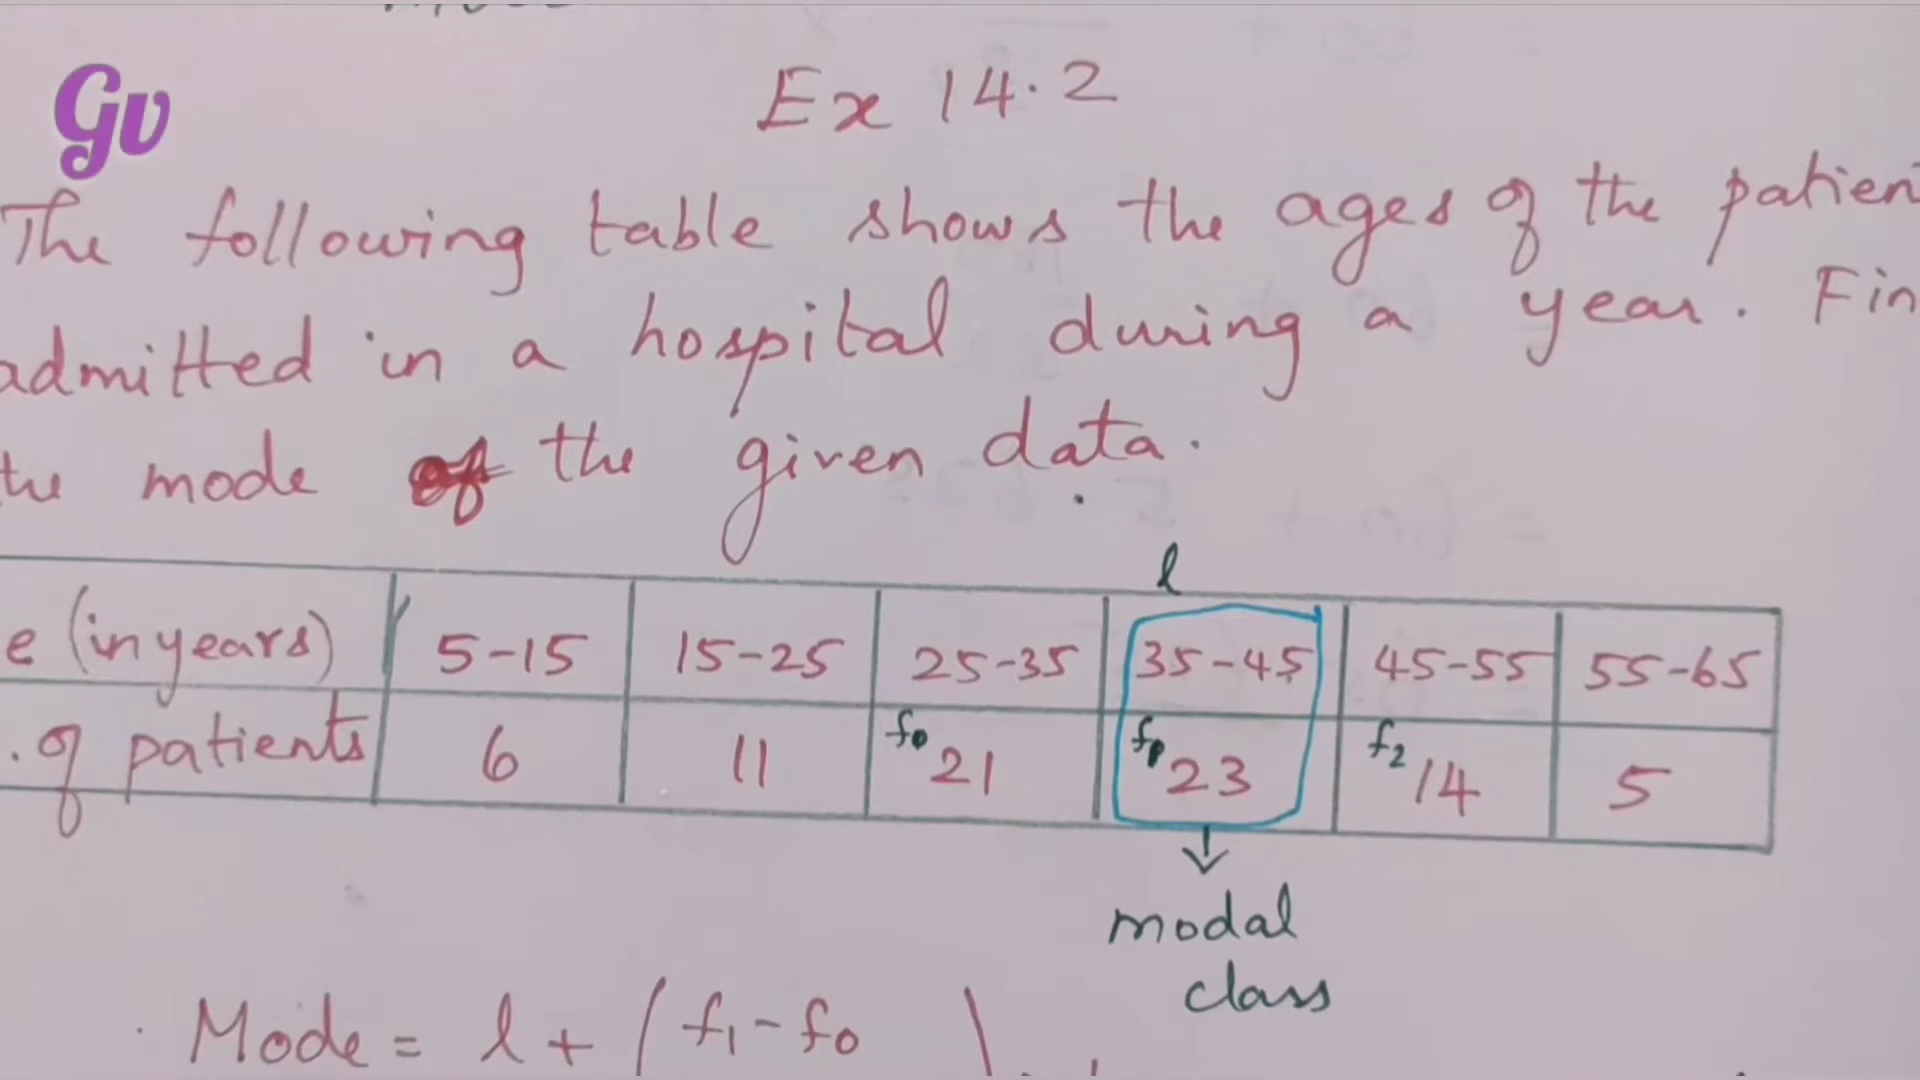 Gv
Ex 14.2
The following table shows the ages of the patien
admitted in a hospital during a year. Fin
the mode of the given data.
l
e (in years) 5-15 15-25 25-35 35-45 45-55 55-65
. of patients 6 11 f0 21 f1 23 f2 14 5
modal
class
Mode = l + ( f1 - f0 )